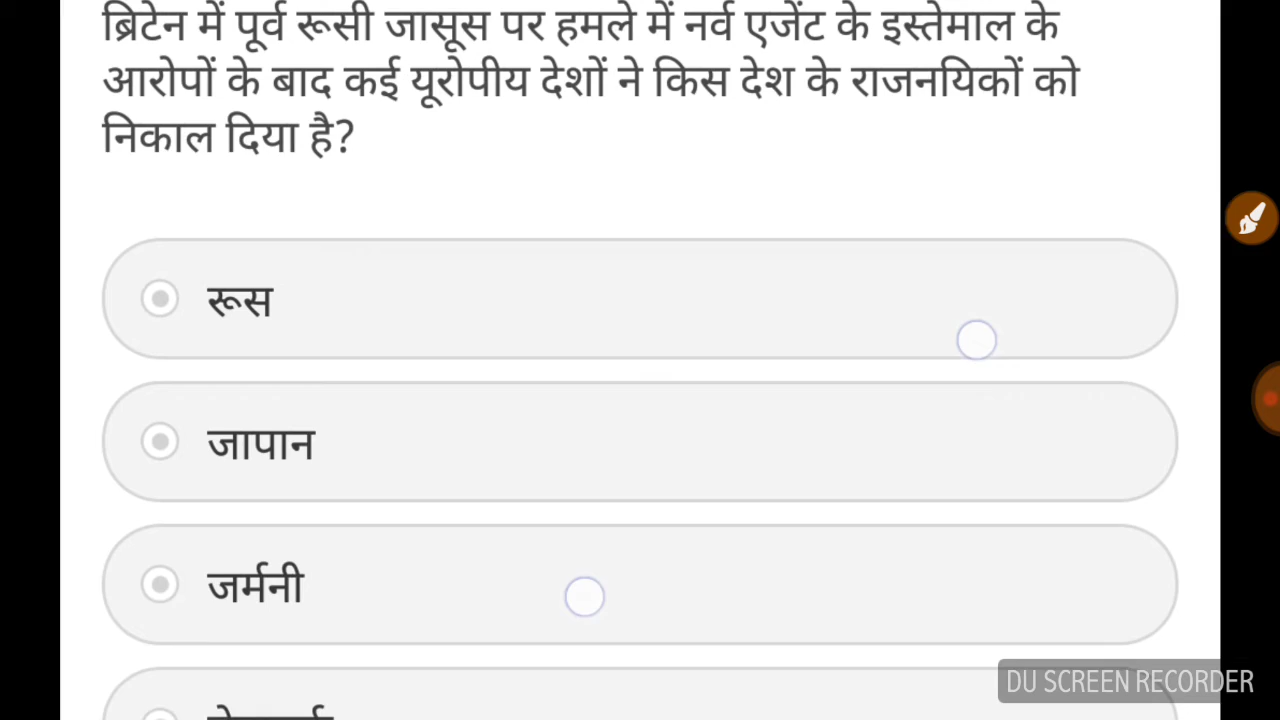 ब्रिटेन में पूर्व रूसी जासूस पर हमले में नर्व एजेंट के इस्तेमाल के
आरोपों के बाद कई यूरोपीय देशों ने किस देश के राजनयिकों को
निकाल दिया है?
रूस
जापान
जर्मनी
DU SCREEN RECORDER